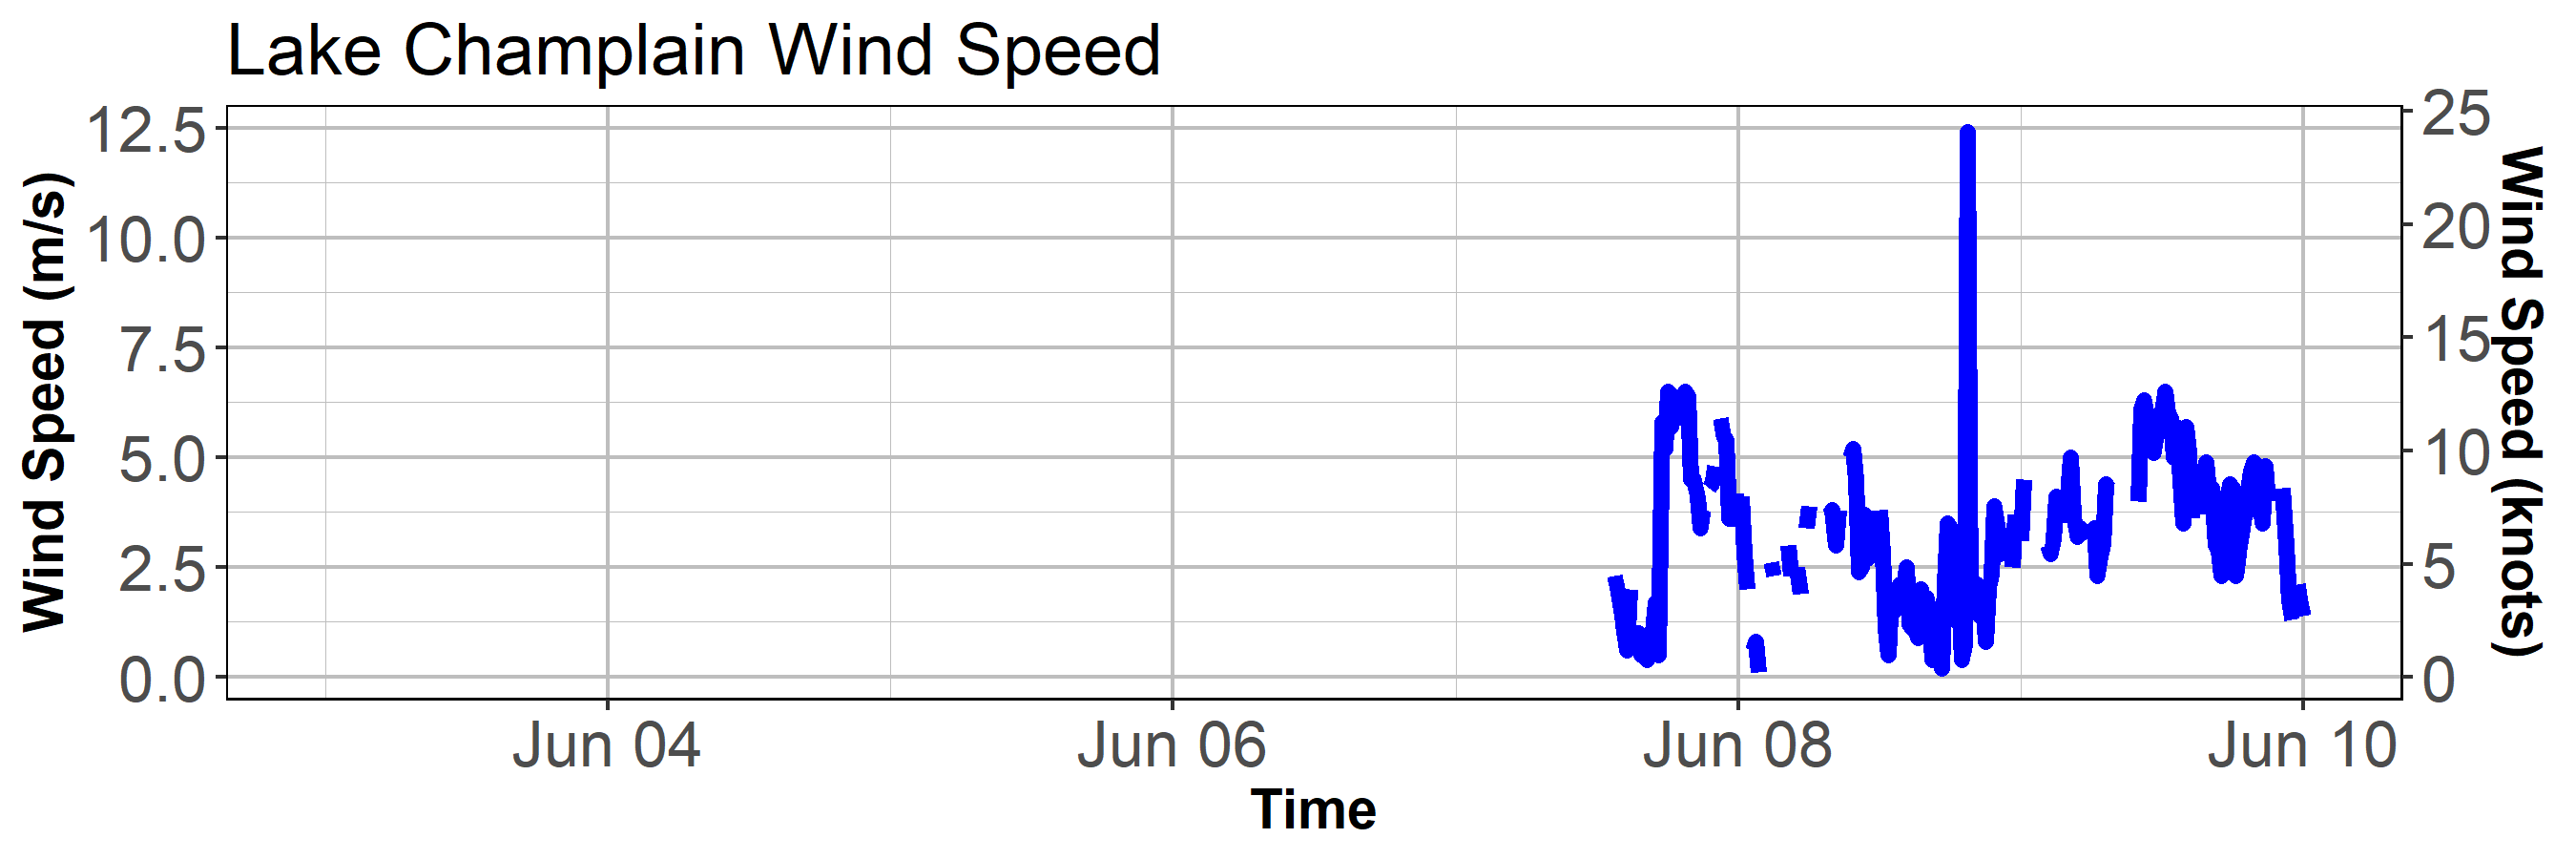 Lake Champlain Wind Speed
Wind Speed (m/s)
12.5
10.0
7.5
5.0
2.5
0.0
25
20
15
10
5
0
Wind Speed (knots)
Jun 04 Jun 06 Jun 08 Jun 10
Time